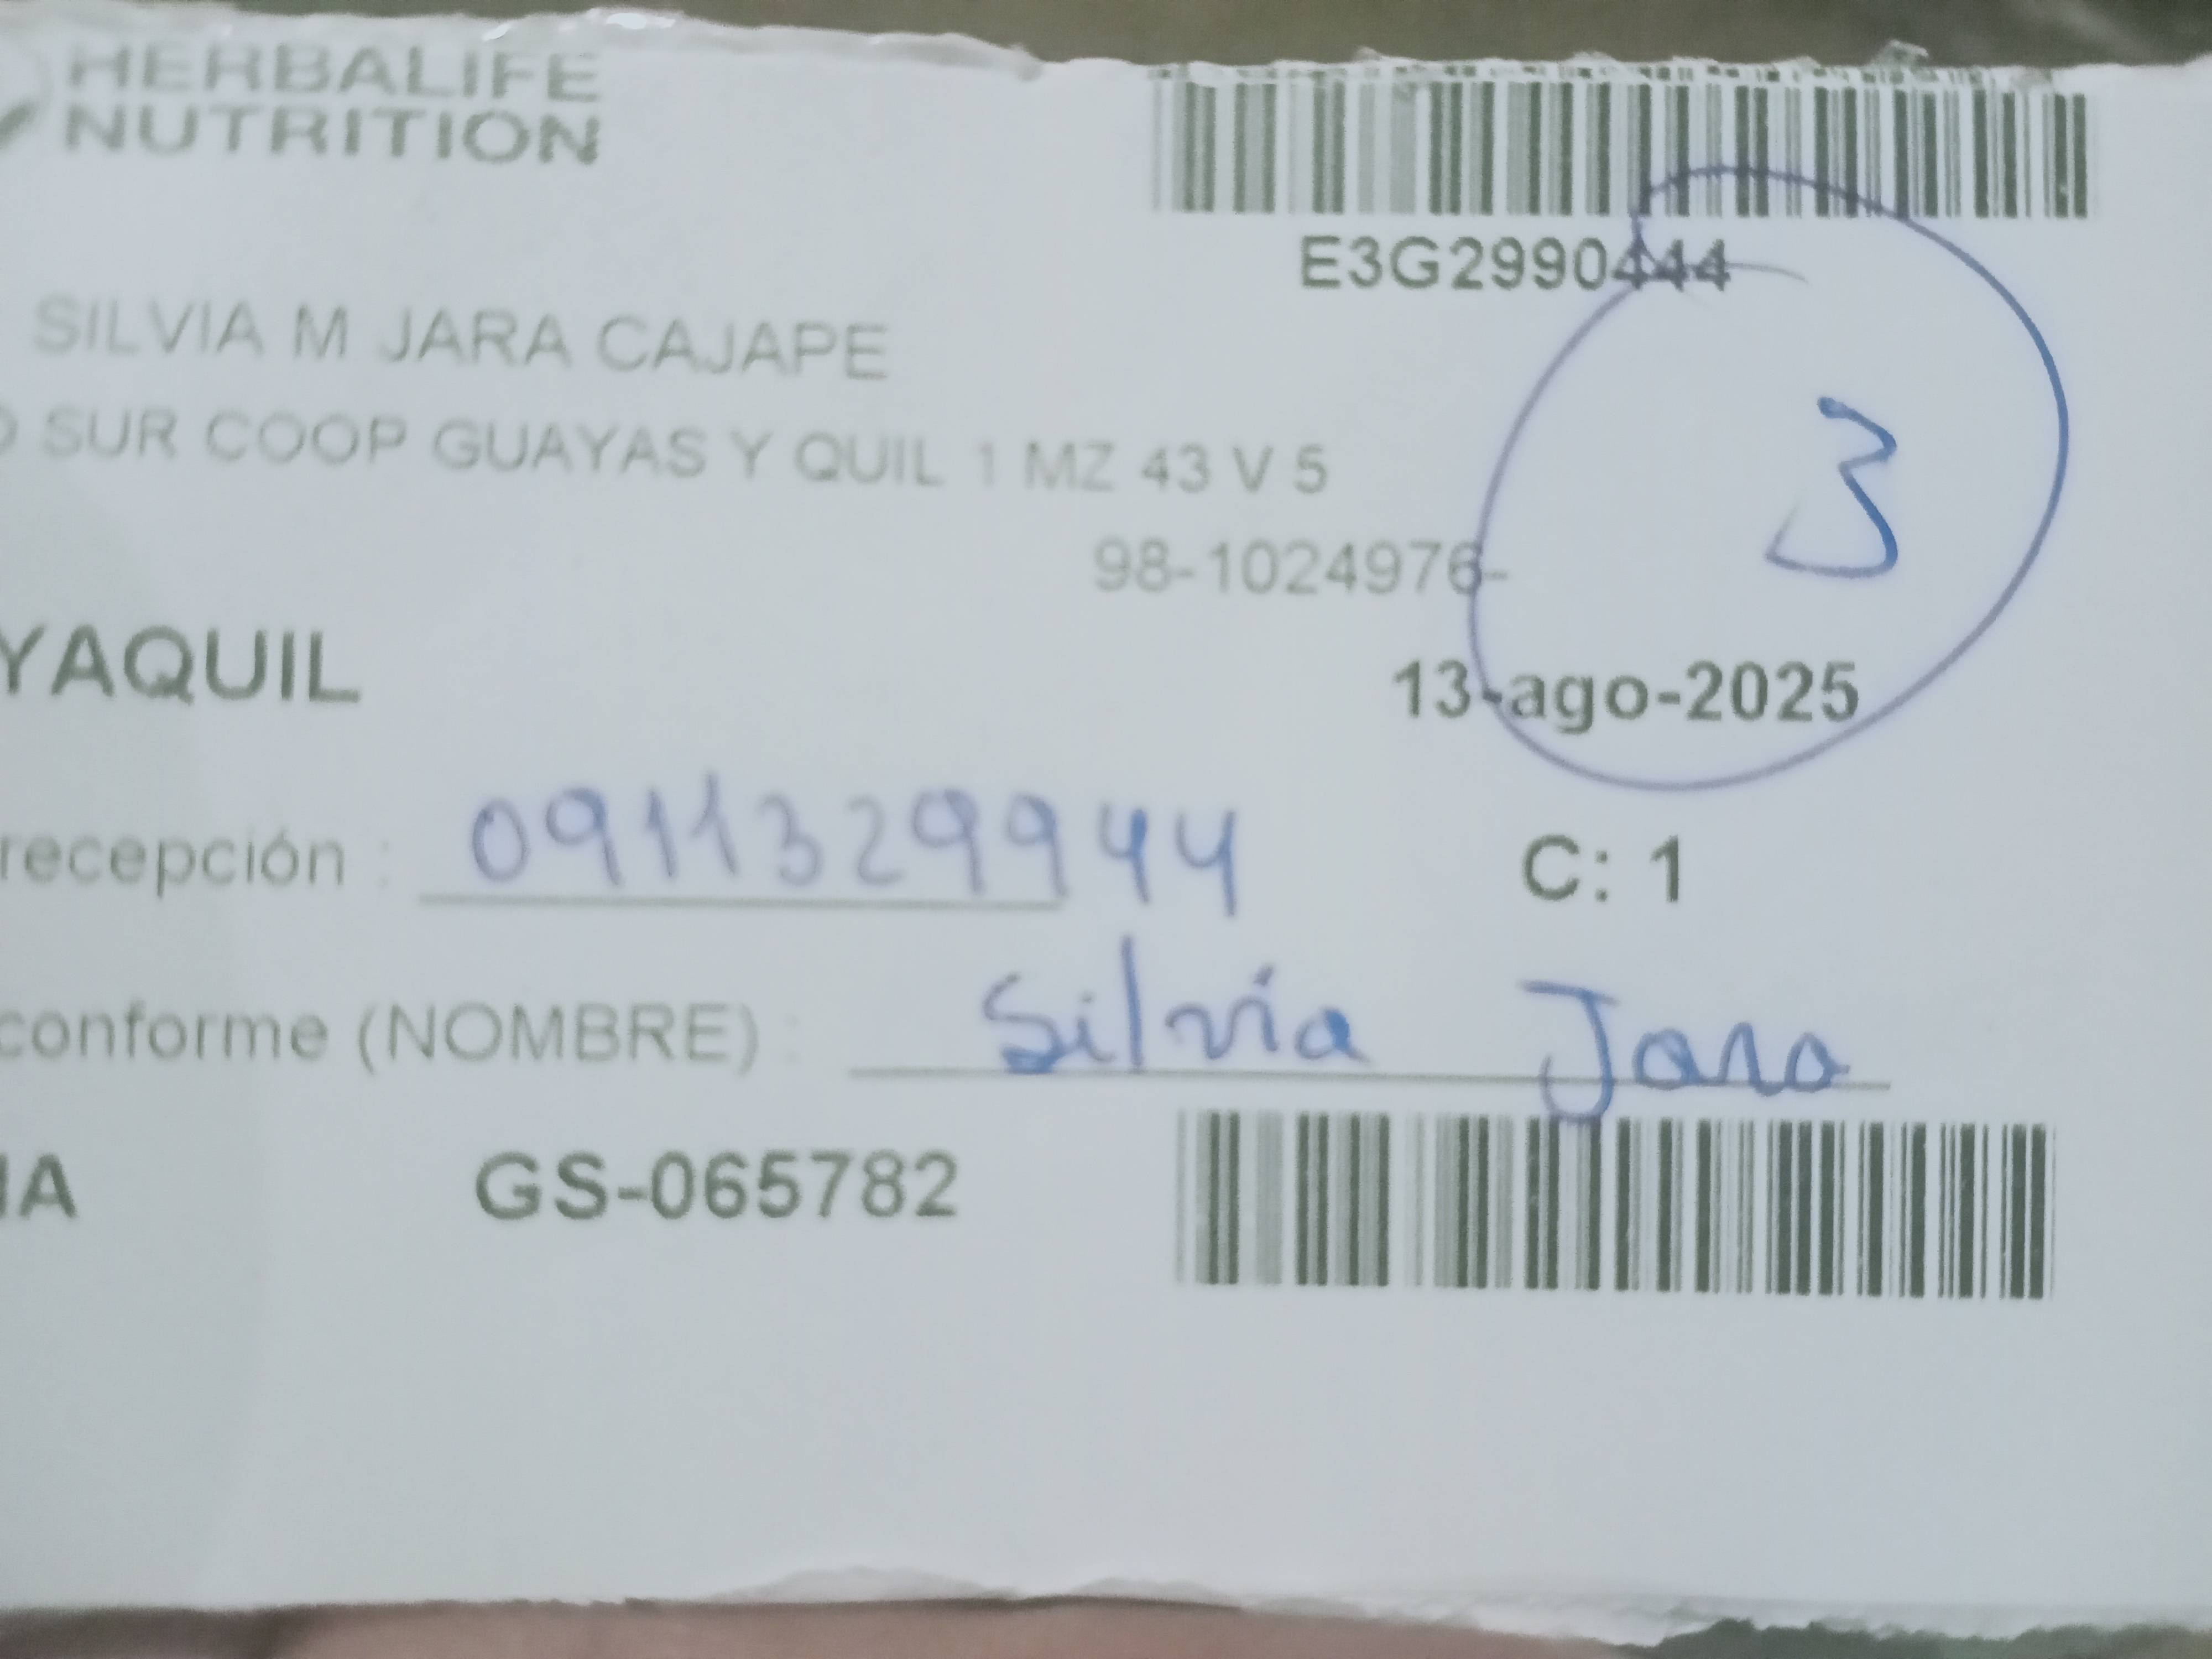 HERBALIFE
NUTRITION
E3G2990444
SILVIA M JARA CAJAPE
O SUR COOP GUAYAS Y QUIL 1 MZ 43 V 5
3
98-1024976-
YAQUIL
13-ago-2025
recepción : 0911329944
C: 1
conforme (NOMBRE) : Silvia Jara
IA
GS-065782